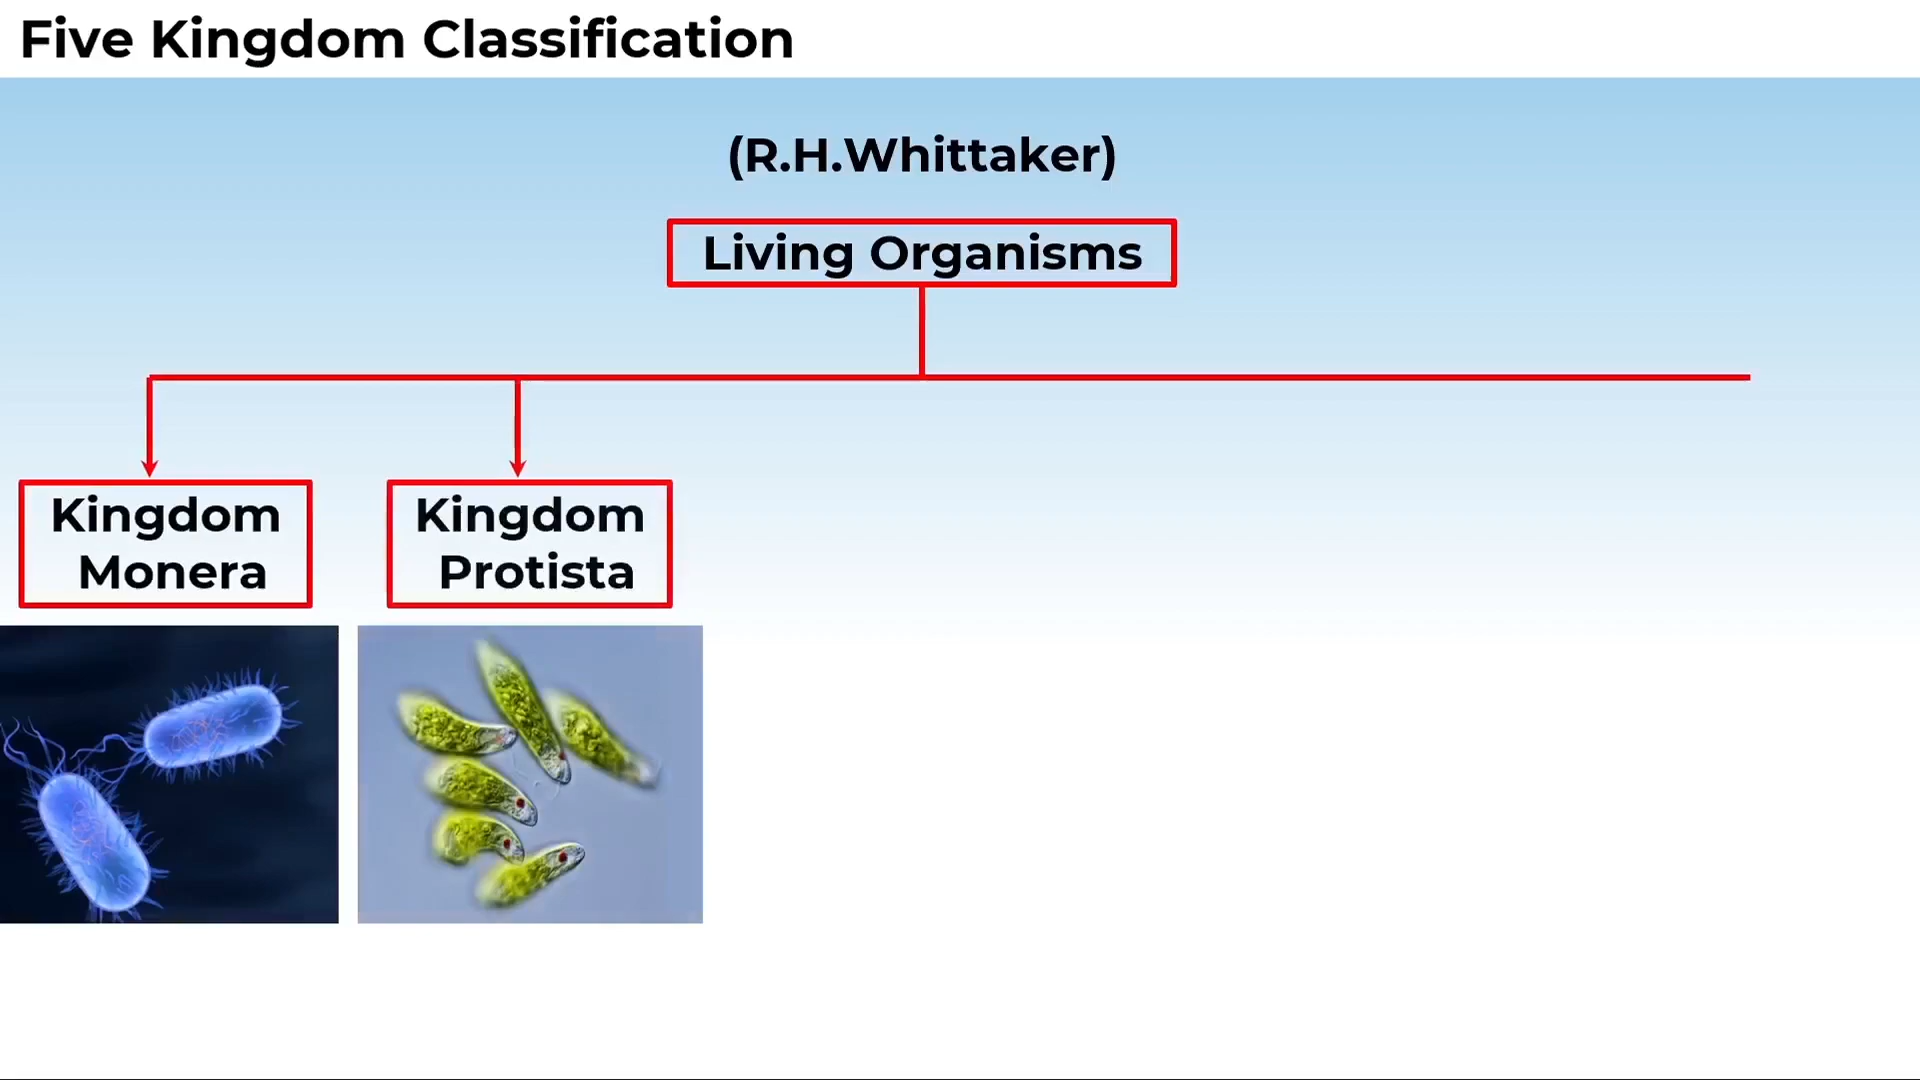 Five Kingdom Classification
(R.H.Whittaker)
Living Organisms
Kingdom
Monera
Kingdom
Protista